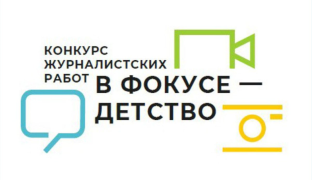 КОНКУРС
ЖУРНАЛИСТСКИХ
РАБОТ
В ФОКУСЕ —
ДЕТСТВО